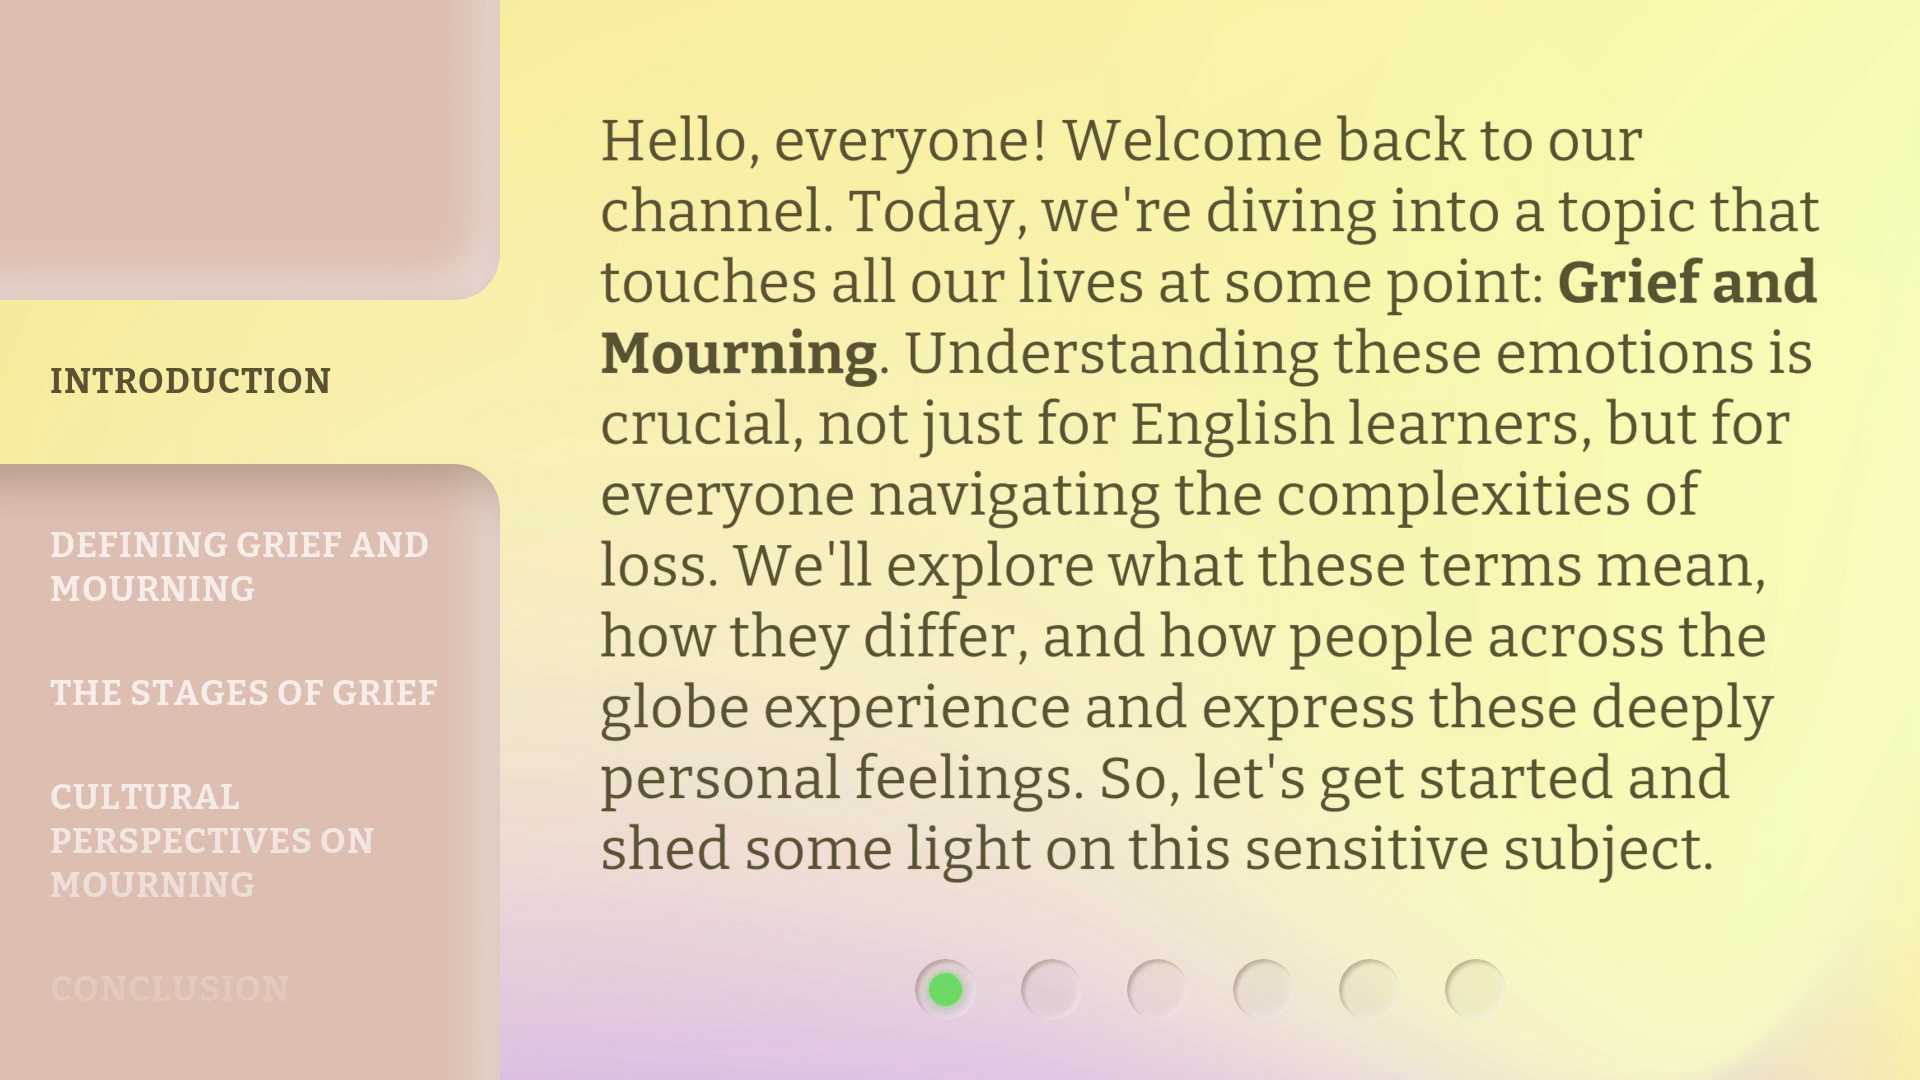 INTRODUCTION
DEFINING GRIEF AND
MOURNING
THE STAGES OF GRIEF
CULTURAL
PERSPECTIVES ON
MOURNING
CONCLUSION
Hello, everyone! Welcome back to our
channel. Today, we're diving into a topic that
touches all our lives at some point: Grief and
Mourning. Understanding these emotions is
crucial, not just for English learners, but for
everyone navigating the complexities of
loss. We'll explore what these terms mean,
how they differ, and how people across the
globe experience and express these deeply
personal feelings. So, let's get started and
shed some light on this sensitive subject.